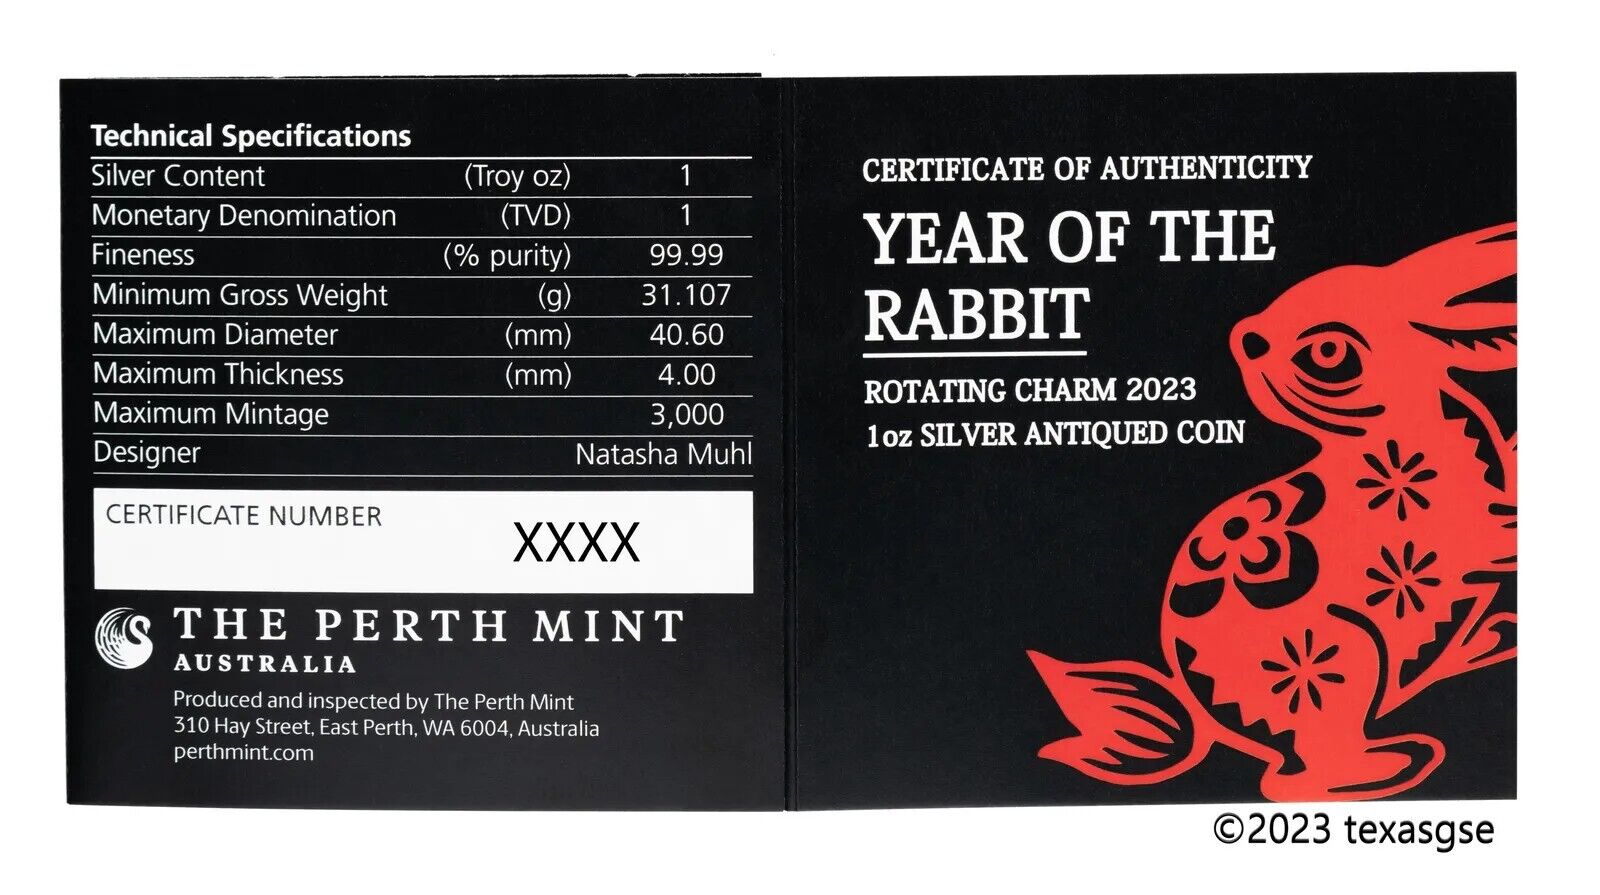 Technical Specifications
Silver Content (Troy oz) 1
Monetary Denomination (TVD) 1
Fineness (% purity) 99.99
Minimum Gross Weight (g) 31.107
Maximum Diameter (mm) 40.60
Maximum Thickness (mm) 4.00
Maximum Mintage 3,000
Designer Natasha Muhl
CERTIFICATE NUMBER XXXX
THE PERTH MINT
AUSTRALIA
Produced and inspected by The Perth Mint
310 Hay Street, East Perth, WA 6004, Australia
perthmint.com
CERTIFICATE OF AUTHENTICITY
YEAR OF THE
RABBIT
ROTATING CHARM 2023
1oz SILVER ANTIQUED COIN
©2023 texasgse